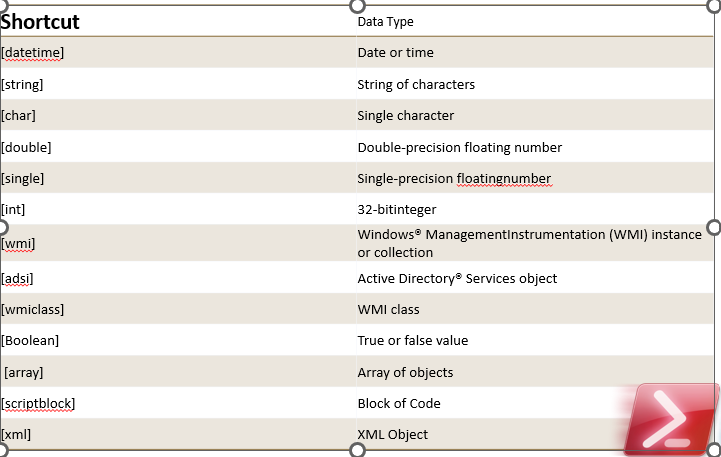 Shortcut Data Type
[datetime] Date or time
[string] String of characters
[char] Single character
[double] Double-precision floating number
[single] Single-precision floatingnumber
[int] 32-bitinteger
[wmi] Windows® ManagementInstrumentation (WMI) instance
or collection
[adsi] Active Directory® Services object
[wmiclass] WMI class
[Boolean] True or false value
[array] Array of objects
[scriptblock] Block of Code
[xml] XML Object